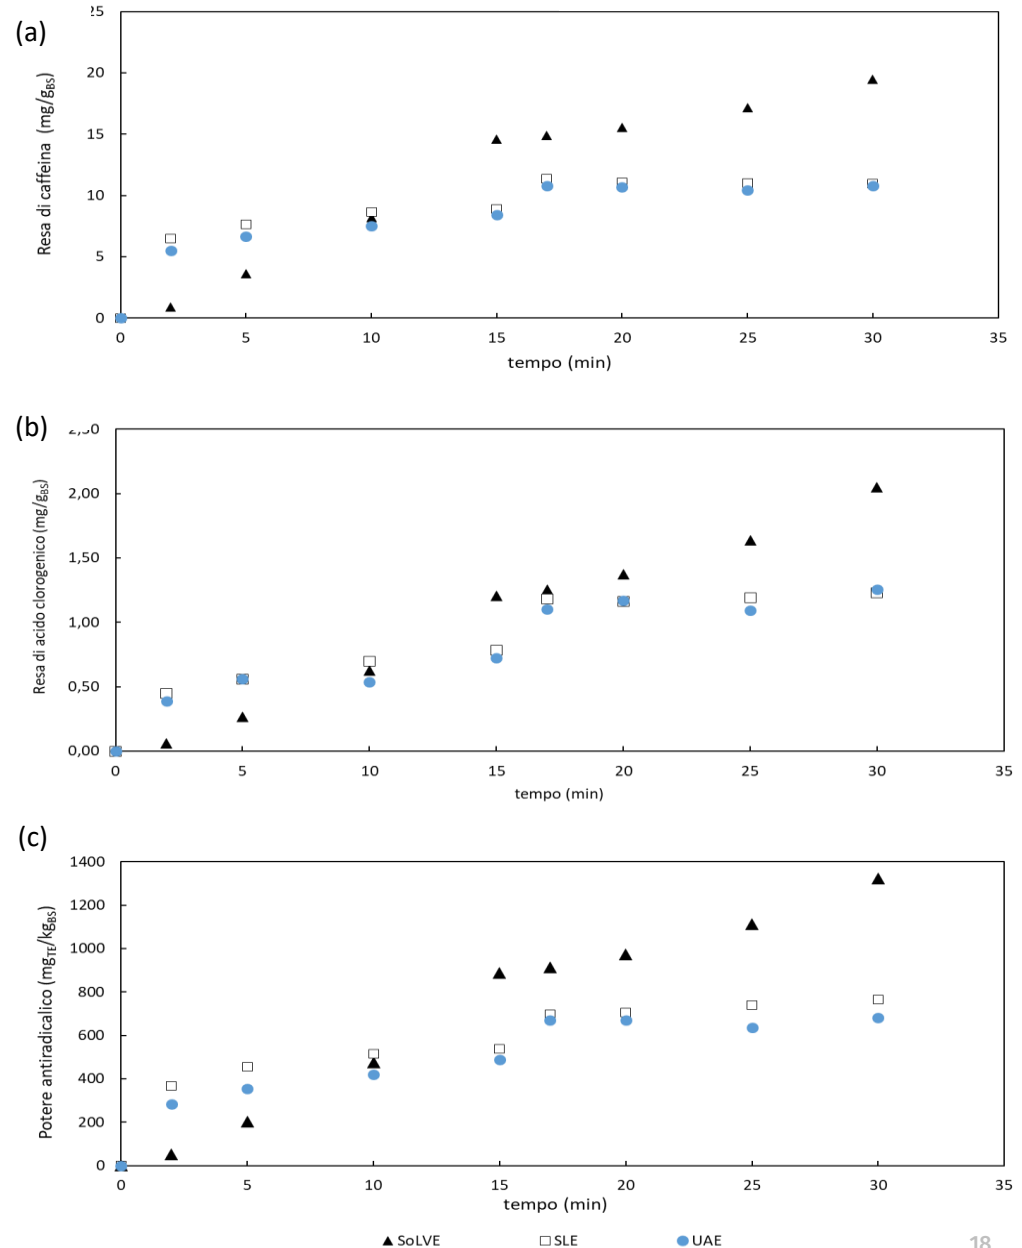 (a)
25
20
15
10
5
0
Resa di caffeina (mg/gBS)
0 5 10 15 20 25 30 35
tempo (min)
(b)
2,50
2,00
1,50
1,00
0,50
0,00
Resa di acido clorogenico (mg/gBS)
0 5 10 15 20 25 30 35
tempo (min)
(c)
1400
1200
1000
800
600
400
200
0
Potere antiradicalico (mgTE/kgBS)
0 5 10 15 20 25 30 35
tempo (min)
SoLVE SLE UAE
18